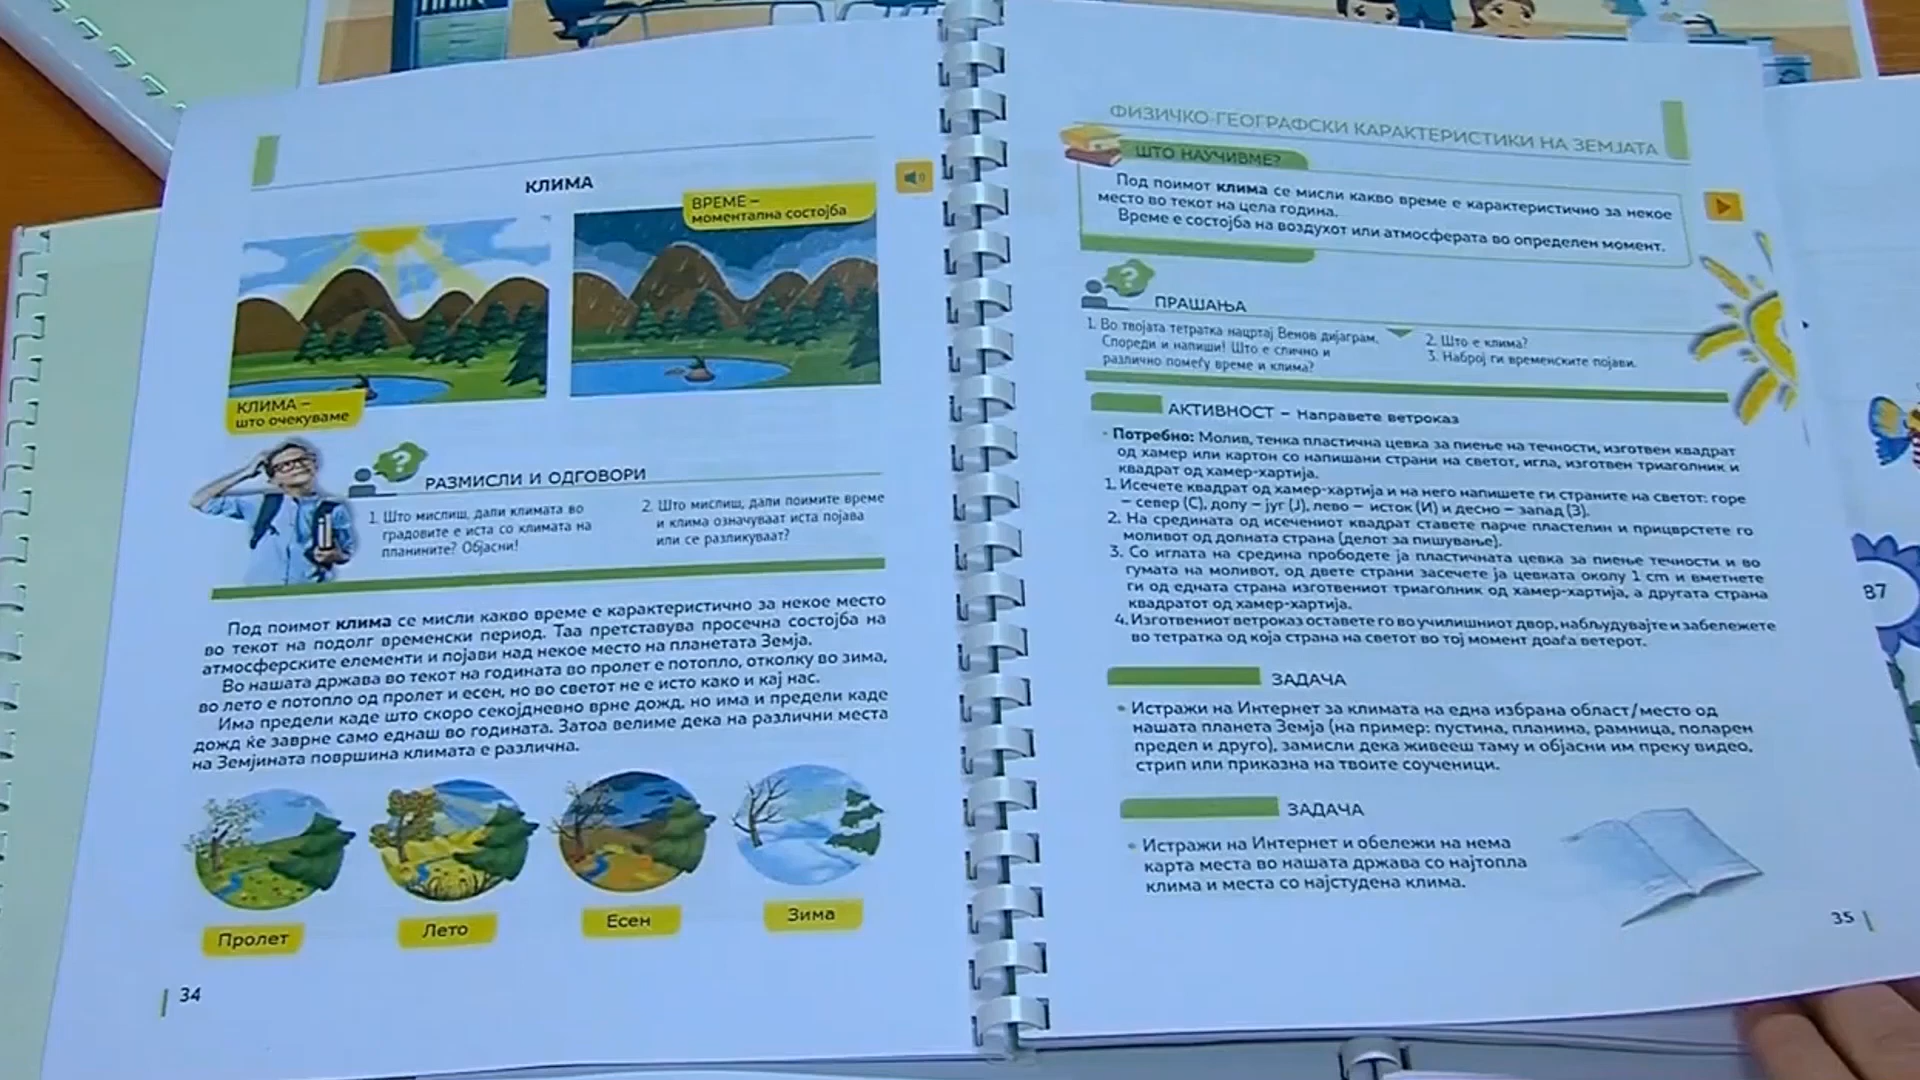 КЛИМА
ВРЕМЕ –
моментална состојба
КЛИМА –
што очекуваме
РАЗМИСЛИ И ОДГОВОРИ
1. Што мислиш, дали климата во
градовите е иста со климата на
планините? Објасни!
2. Што мислиш, дали поимите време
и клима означуваат иста појава
или се разликуваат?
Под поимот клима се мисли какво време е карактеристично за некое место
во текот на подолг временски период. Таа претставува просечна состојба на
атмосферските елементи и појави над некое место на планетата Земја.
Во нашата држава во текот на годината во пролет е потопло, отколку во зима,
во лето е потопло од пролет и есен, но во светот не е исто како и кај нас.
Има предели каде што скоро секојдневно врне дожд, но има и предели каде
дожд ќе заврне само еднаш во годината. Затоа велиме дека на различни места
на Земјината површина климата е различна.
Пролет
Лето
Есен
Зима
34
ФИЗИЧКО-ГЕОГРАФСКИ КАРАКТЕРИСТИКИ НА ЗЕМЈАТА
ШТО НАУЧИВМЕ?
Под поимот клима се мисли какво време е карактеристично за некое
место во текот на цела година.
Време е состојба на воздухот или атмосферата во определен момент.
ПРАШАЊА
1. Во твојата тетратка нацртај Венов дијаграм.
Спореди и напиши! Што е слично и
различно помеѓу време и клима?
2. Што е клима?
3. Наброј ги временските појави.
АКТИВНОСТ – Направете ветроказ
- Потребно: Молив, тенка пластична цевка за пиење на течности, изготвен квадрат
од хамер или картон со напишани страни на светот, игла, изготвен триаголник и
квадрат од хамер-хартија.
1. Исечете квадрат од хамер-хартија и на него напишете ги страните на светот: горе
– север (С), долу – југ (Ј), лево – исток (И) и десно – запад (З).
2. На средината од исечениот квадрат ставете парче пластелин и прицврстете го
моливот од долната страна (делот за пишување).
3. Со иглата на средина прободете ја пластичната цевка за пиење течности и во
гумата на моливот, од двете страни засечете ја цевката околу 1 cm и вметнете
ги од едната страна изготвениот триаголник од хамер-хартија, а другата страна
квадратот од хамер-хартија.
4. Изготвениот ветроказ оставете го во училишниот двор, набљудувајте и забележете
во тетратка од која страна на светот во тој момент доаѓа ветерот.
ЗАДАЧА
• Истражи на Интернет за климата на една избрана област/место од
нашата планета Земја (на пример: пустина, планина, рамница, поларен
предел и друго), замисли дека живееш таму и објасни им преку видео,
стрип или приказна на твоите соученици.
ЗАДАЧА
• Истражи на Интернет и обележи на нема
карта места во нашата држава со најтопла
клима и места со најстудена клима.
35
87